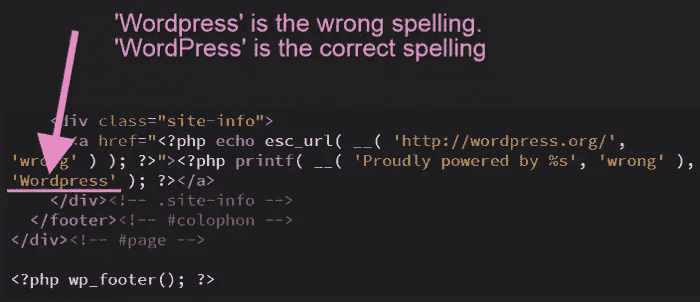 'Wordpress' is the wrong spelling.
'WordPress' is the correct spelling
<div class="site-info">
<a href="<?php echo esc_url( __( 'http://wordpress.org/',
'wrong' ) ); ?>"><?php printf( __( 'Proudly powered by %s', 'wrong' ),
'Wordpress' ); ?></a>
</div><!-- .site-info -->
</footer><!-- #colophon -->
</div><!-- #page -->
<?php wp_footer(); ?>